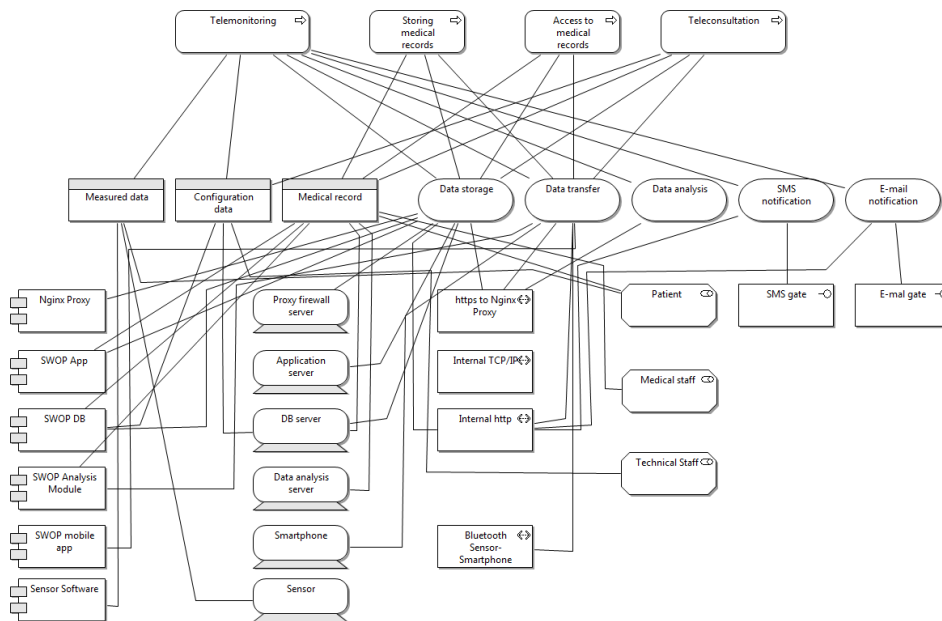 Telemonitoring
Storing
medical
records
Access to
medical
records
Teleconsultation
Measured data
Configuration
data
Medical record
Data storage
Data transfer
Data analysis
SMS
notification
E-mail
notification
Nginx Proxy
Proxy firewall
server
https to Nginx
Proxy
Patient
SMS gate
E-mal gate
SWOP App
Application
server
Internal TCP/IP
Medical staff
SWOP DB
DB server
Internal http
SWOP Analysis
Module
Data analysis
server
Technical Staff
SWOP mobile
app
Smartphone
Bluetooth
Sensor-
Smartphone
Sensor Software
Sensor